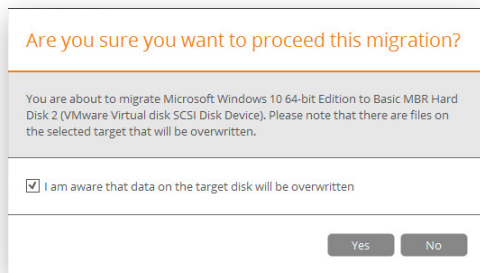 Are you sure you want to proceed this migration?
You are about to migrate Microsoft Windows 10 64-bit Edition to Basic MBR Hard
Disk 2 (VMware Virtual disk SCSI Disk Device). Please note that there are files on
the selected target that will be overwritten.
I am aware that data on the target disk will be overwritten
Yes No